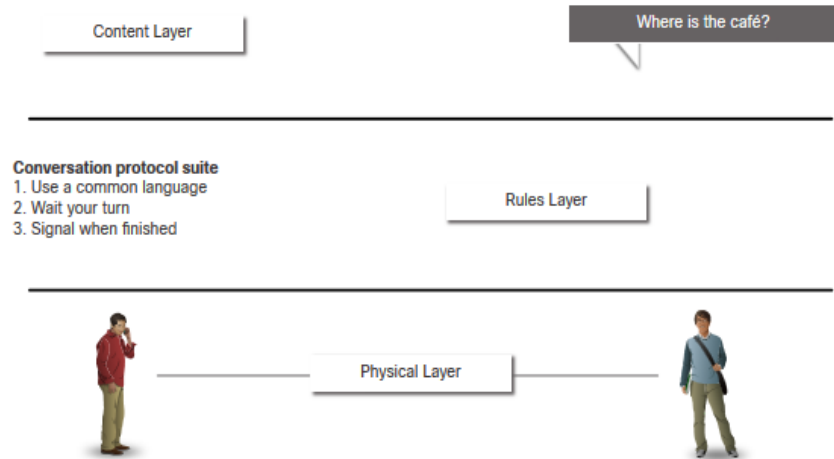 Content Layer
Where is the café?
Conversation protocol suite
1. Use a common language
2. Wait your turn
3. Signal when finished
Rules Layer
Physical Layer